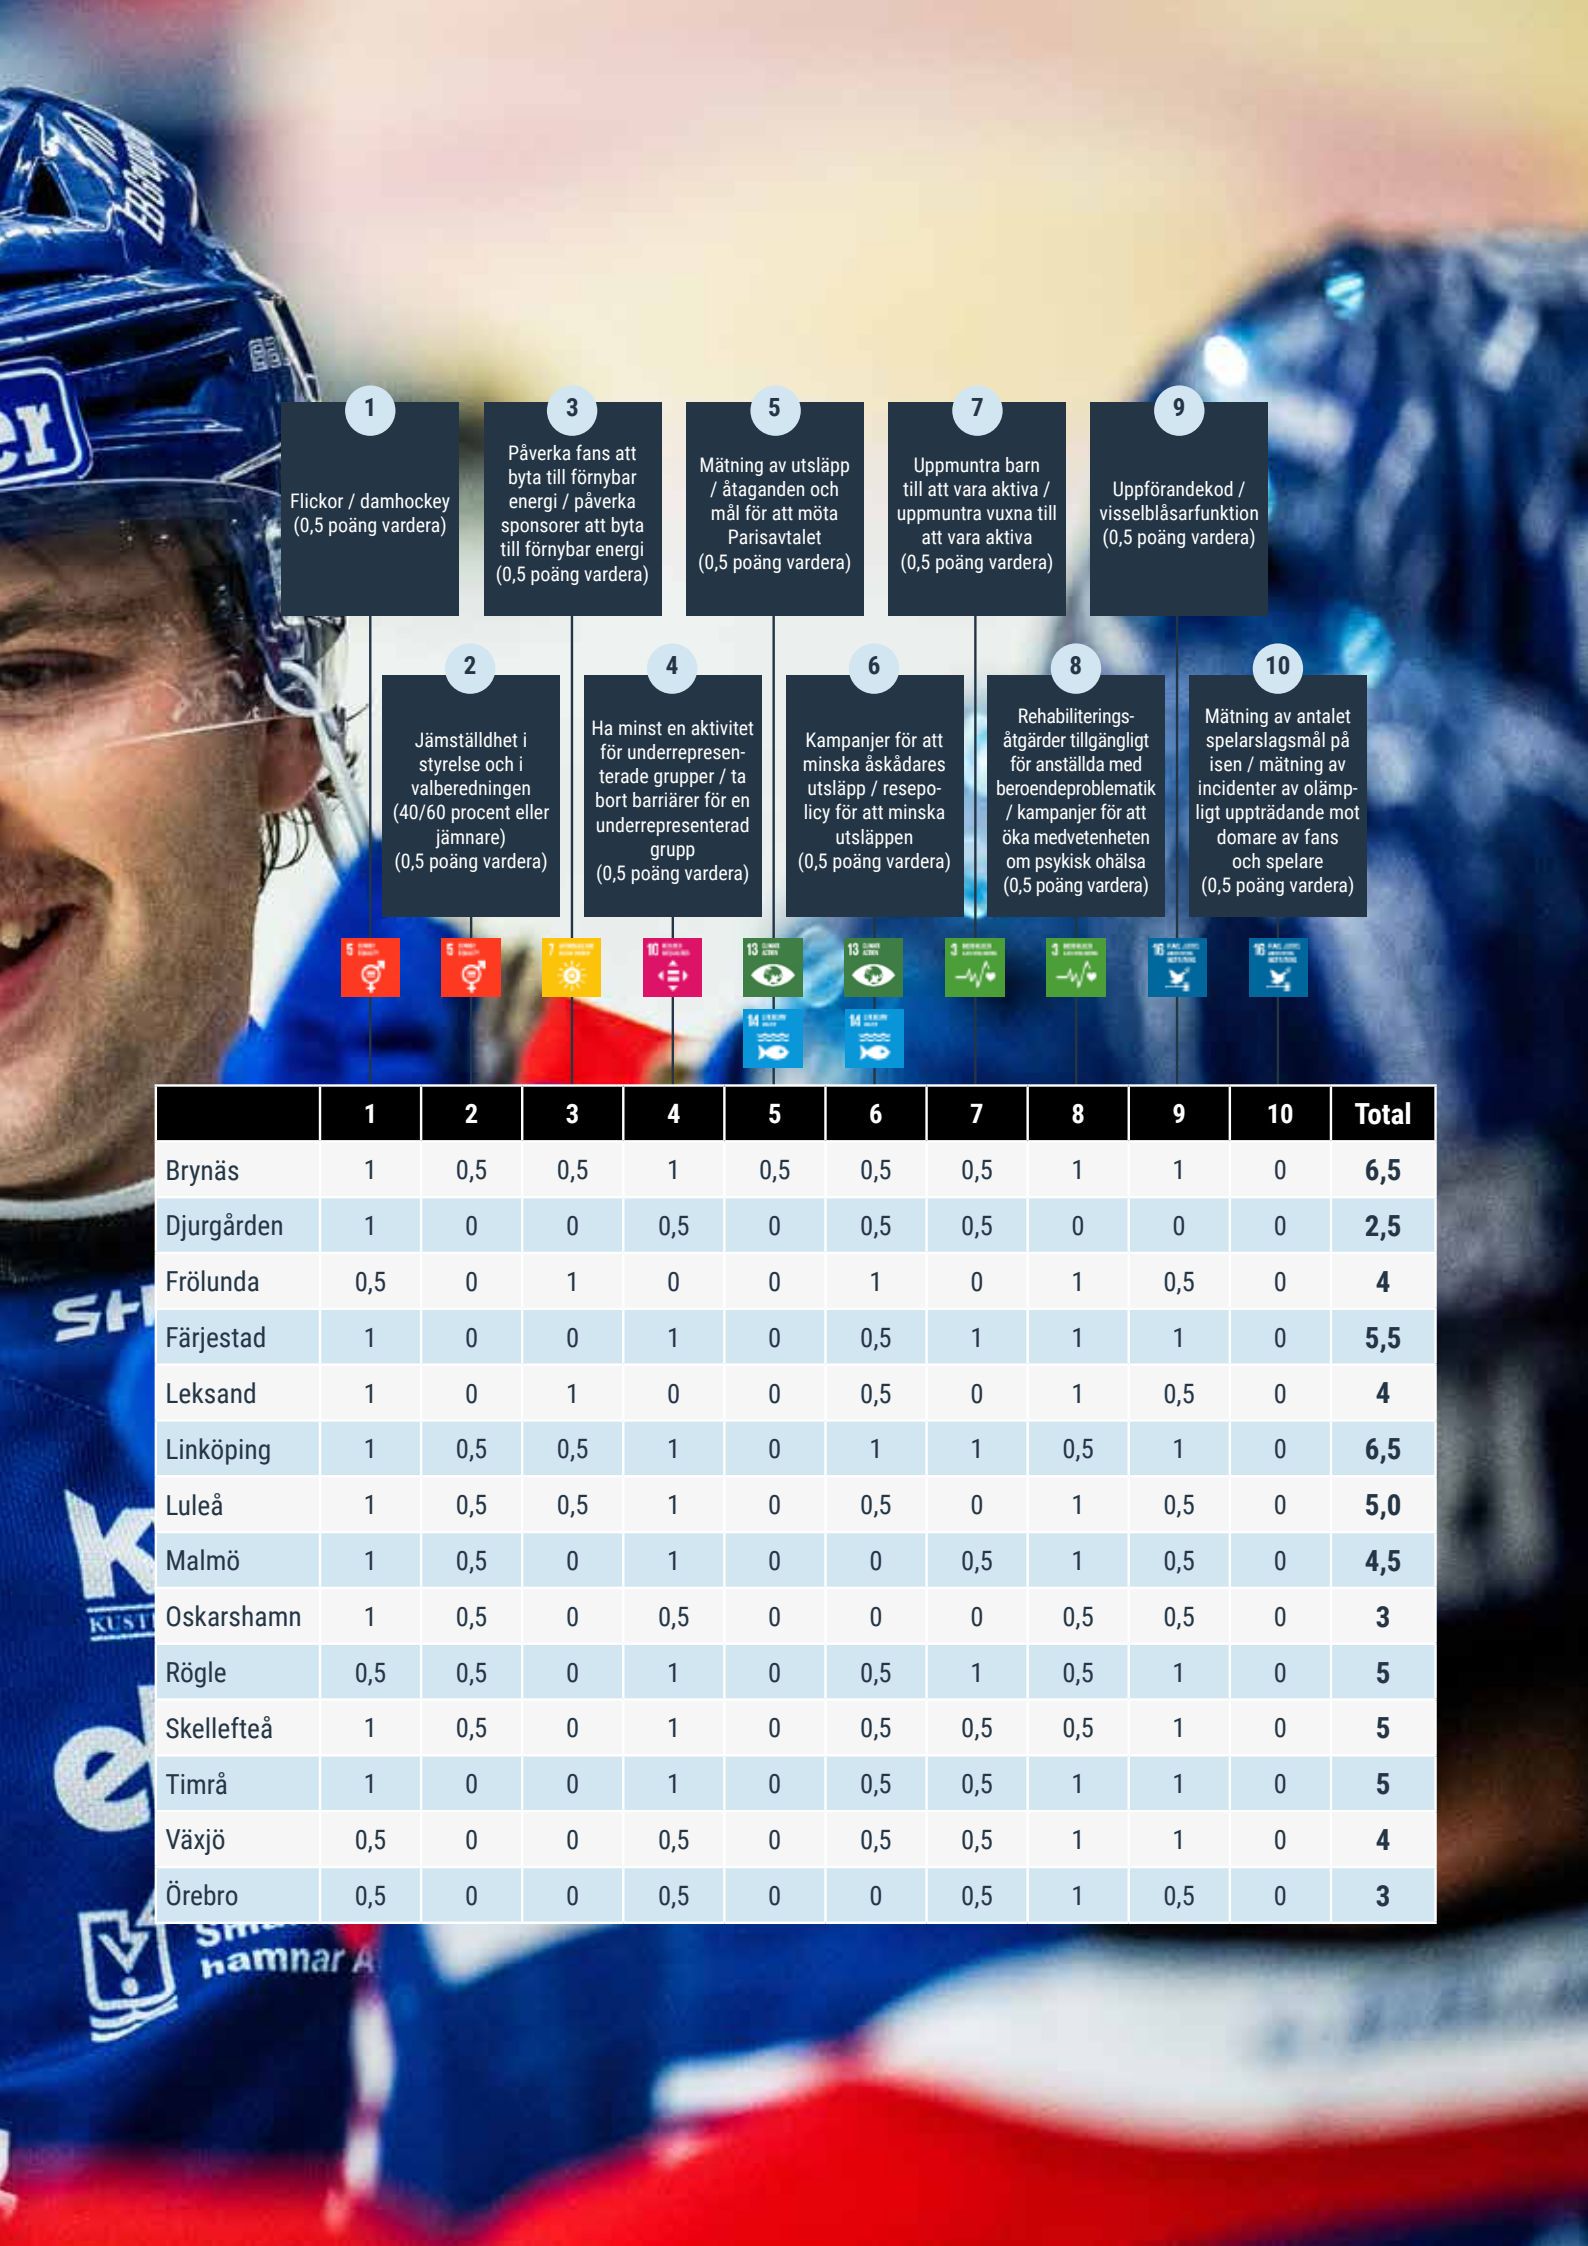 1
Flickor / damhockey
(0,5 poäng vardera)
3
Påverka fans att
byta till förnybar
energi / påverka
sponsorer att byta
till förnybar energi
(0,5 poäng vardera)
5
Mätning av utsläpp
/ åtaganden och
mål för att möta
Parisavtalet
(0,5 poäng vardera)
7
Uppmuntra barn
till att vara aktiva /
uppmuntra vuxna till
att vara aktiva
(0,5 poäng vardera)
9
Uppförandekod /
visselblåsarfunktion
(0,5 poäng vardera)
2
Jämställdhet i
styrelse och i
valberedningen
(40/60 procent eller
jämnare)
(0,5 poäng vardera)
4
Ha minst en aktivitet
för underrepresen-
terade grupper / ta
bort barriärer för en
underrepresenterad
grupp
(0,5 poäng vardera)
6
Kampanjer för att
minska åskådares
utsläpp / resepo-
licy för att minska
utsläppen
(0,5 poäng vardera)
8
Rehabiliterings-
åtgärder tillgängligt
för anställda med
beroendeproblematik
/ kampanjer för att
öka medvetenheten
om psykisk ohälsa
(0,5 poäng vardera)
10
Mätning av antalet
spelarslagsmål på
isen / mätning av
incidenter av olämp-
ligt uppträdande mot
domare av fans
och spelare
(0,5 poäng vardera)
5 5 7 10 13 CLIMATE ACTION 13 CLIMATE ACTION 3 3 16 16
14 14
1 2 3 4 5 6 7 8 9 10 Total
Brynäs 1 0,5 0,5 1 0,5 0,5 0,5 1 1 0 6,5
Djurgården 1 0 0 0,5 0 0,5 0,5 0 0 0 2,5
Frölunda 0,5 0 1 0 0 1 0 1 0,5 0 4
Färjestad 1 0 0 1 0 0,5 1 1 1 0 5,5
Leksand 1 0 1 0 0 0,5 0 1 0,5 0 4
Linköping 1 0,5 0,5 1 0 1 1 0,5 1 0 6,5
Luleå 1 0,5 0,5 1 0 0,5 0 1 0,5 0 5,0
Malmö 1 0,5 0 1 0 0 0,5 1 0,5 0 4,5
Oskarshamn 1 0,5 0 0,5 0 0 0 0,5 0,5 0 3
Rögle 0,5 0,5 0 1 0 0,5 1 0,5 1 0 5
Skellefteå 1 0,5 0 1 0 0,5 0,5 0,5 1 0 5
Timrå 1 0 0 1 0 0,5 0,5 1 1 0 5
Växjö 0,5 0 0 0,5 0 0,5 0,5 1 1 0 4
Örebro 0,5 0 0 0,5 0 0 0,5 1 0,5 0 3
hamnar A